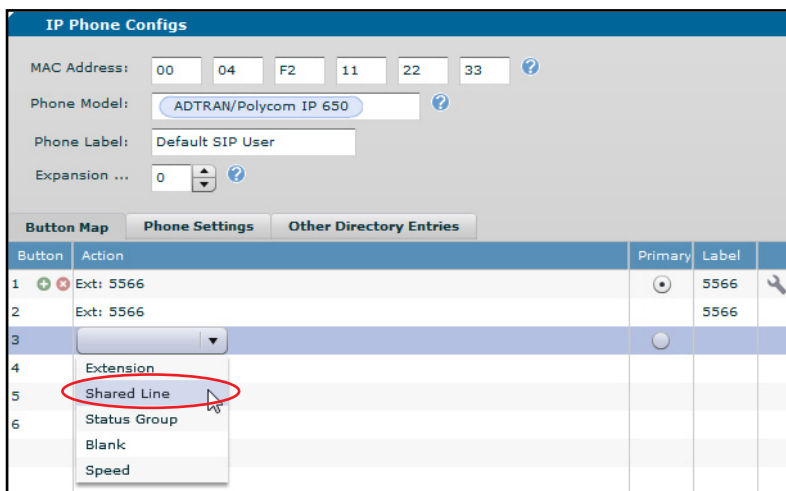 IP Phone Configs
MAC Address: 00 04 F2 11 22 33 ?
Phone Model: ADTRAN/Polycom IP 650 ?
Phone Label: Default SIP User
Expansion ... 0 ?
Button Map Phone Settings Other Directory Entries
Button Action Primary Label
1 Ext: 5566 5566
2 Ext: 5566 5566
3
4 Extension
5 Shared Line
6 Status Group
Blank
Speed